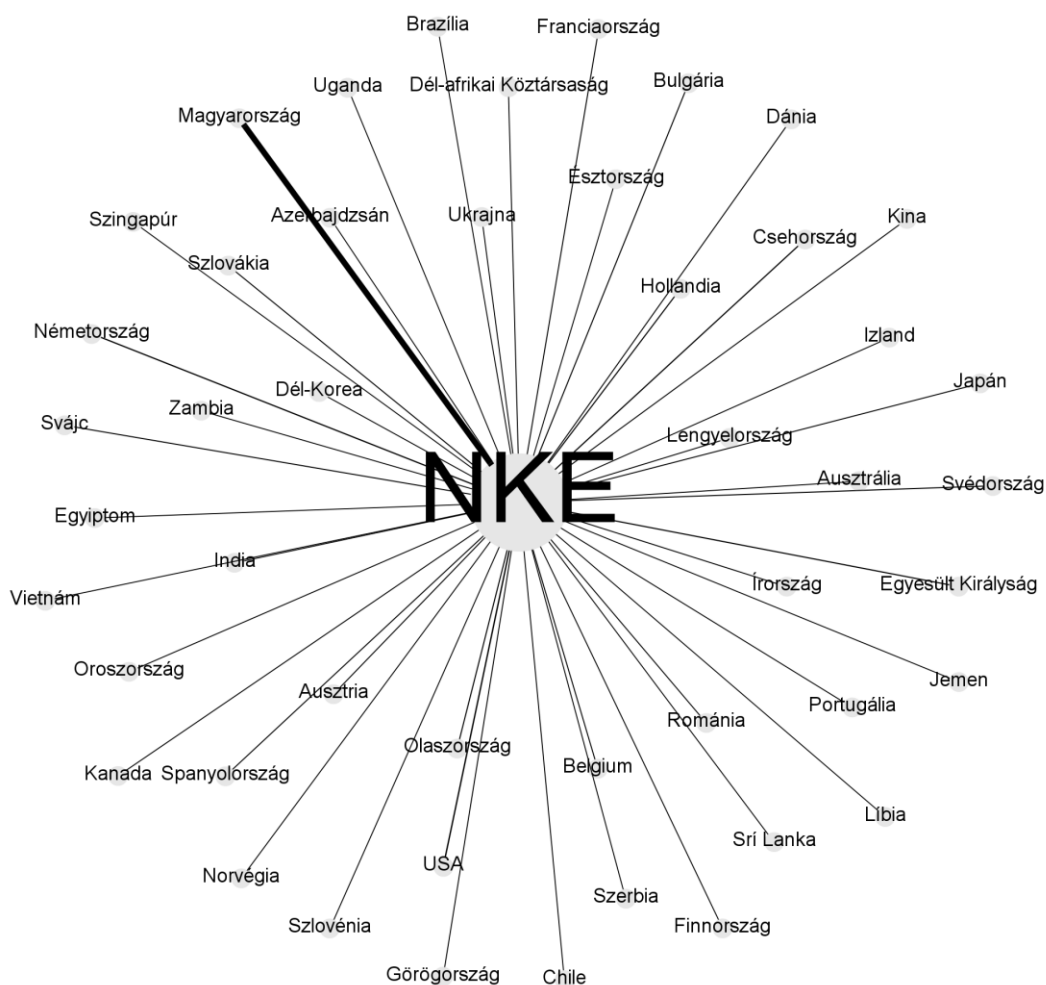 Brazília
Franciaország
Uganda
Dél-afrikai Köztársaság
Bulgária
Magyarország
Dánia
Észtország
Szingapúr
Azerbajdzsán
Ukrajna
Csehország
Kina
Szlovákia
Hollandia
Németország
Izland
Dél-Korea
Japán
Zambia
Svájc
Lengyelország
NKE
Ausztrália
Svédország
Egyiptom
India
Vietnám
Írország
Egyesült Királyság
Oroszország
Ausztria
Jemen
Portugália
Románia
Olaszország
Kanada
Spanyolország
Belgium
Líbia
Srí Lanka
Norvégia
USA
Szerbia
Szlovénia
Finnország
Görögország
Chile